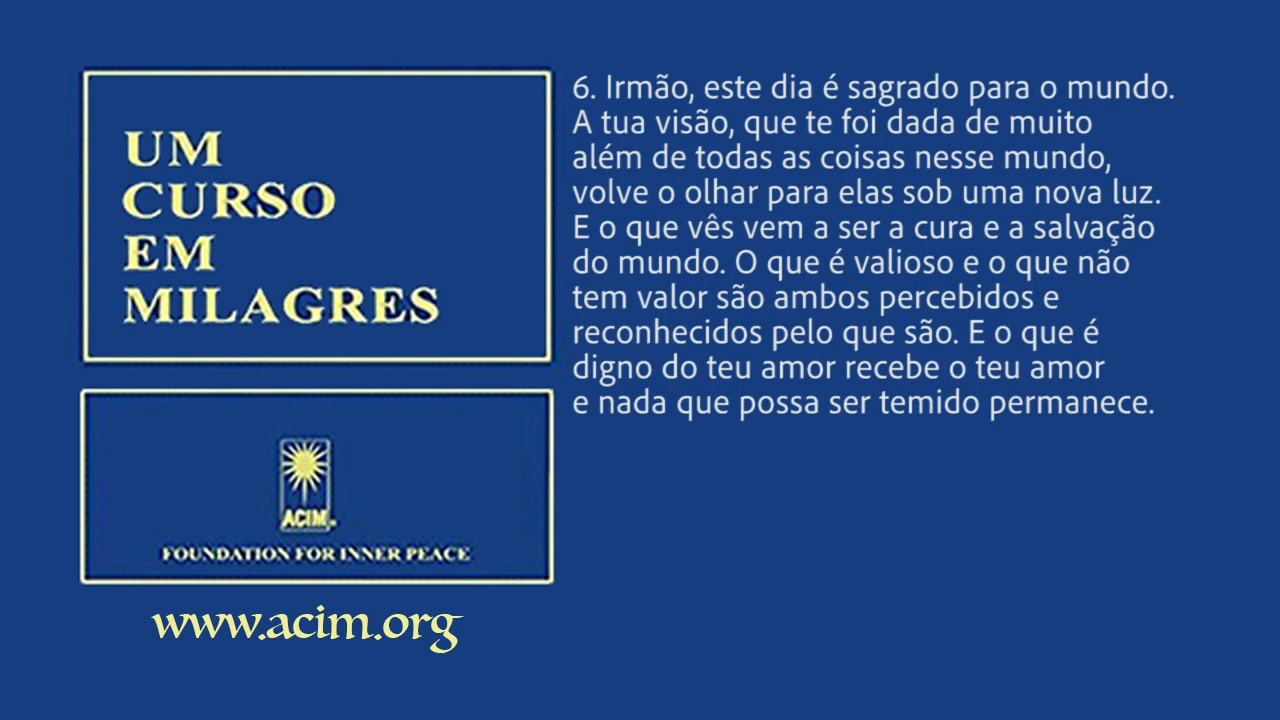 UM
CURSO
EM
MILAGRES
ACIM®
FOUNDATION FOR INNER PEACE
www.acim.org
6. Irmão, este dia é sagrado para o mundo.
A tua visão, que te foi dada de muito
além de todas as coisas nesse mundo,
volve o olhar para elas sob uma nova luz.
E o que vês vem a ser a cura e a salvação
do mundo. O que é valioso e o que não
tem valor são ambos percebidos e
reconhecidos pelo que são. E o que é
digno do teu amor recebe o teu amor
e nada que possa ser temido permanece.